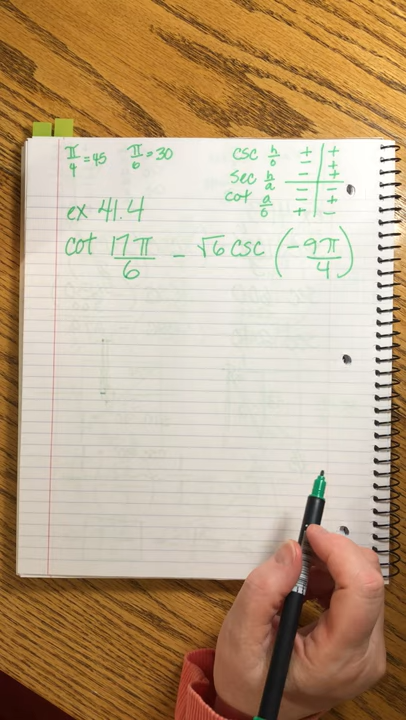 π/4 = 45 π/6 = 30
csc h/o + | +
sec h/a - | +
cot a/o
ex 41.4
cot 17π/6 - √6 csc (-9π/4)